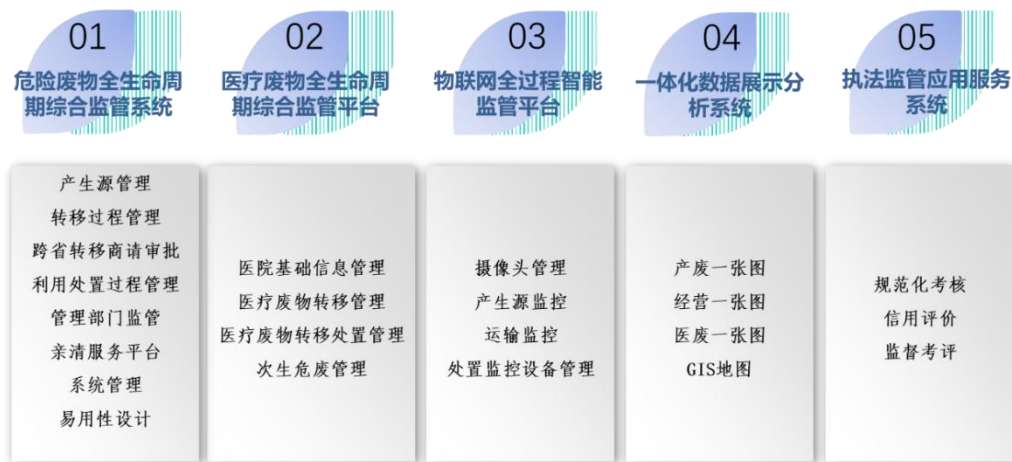 01
危险废物全生命周
期综合监管系统
产生源管理
转移过程管理
跨省转移商请审批
利用处置过程管理
管理部门监管
亲清服务平台
系统管理
易用性设计
02
医疗废物全生命周
期综合监管平台
医院基础信息管理
医疗废物转移管理
医疗废物转移处置管理
次生危废管理
03
物联网全过程智能
监管平台
摄像头管理
产生源监控
运输监控
处置监控设备管理
04
一体化数据展示分
析系统
产废一张图
经营一张图
医废一张图
GIS地图
05
执法监管应用服务
系统
规范化考核
信用评价
监督考评